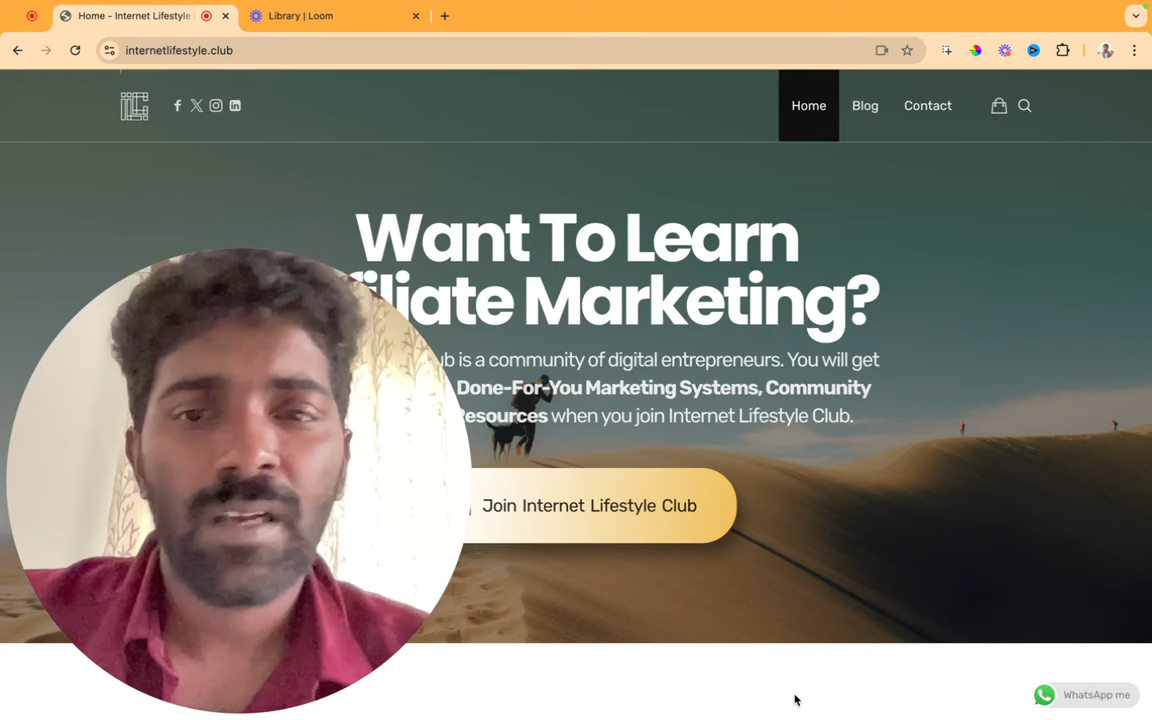 Home - Internet Lifestyle
Library | Loom
internetlifestyle.club
Home
Blog
Contact
Want To Learn
iliate Marketing?
ub is a community of digital entrepreneurs. You will get
Done-For-You Marketing Systems, Community
Resources when you join Internet Lifestyle Club.
Join Internet Lifestyle Club
WhatsApp me